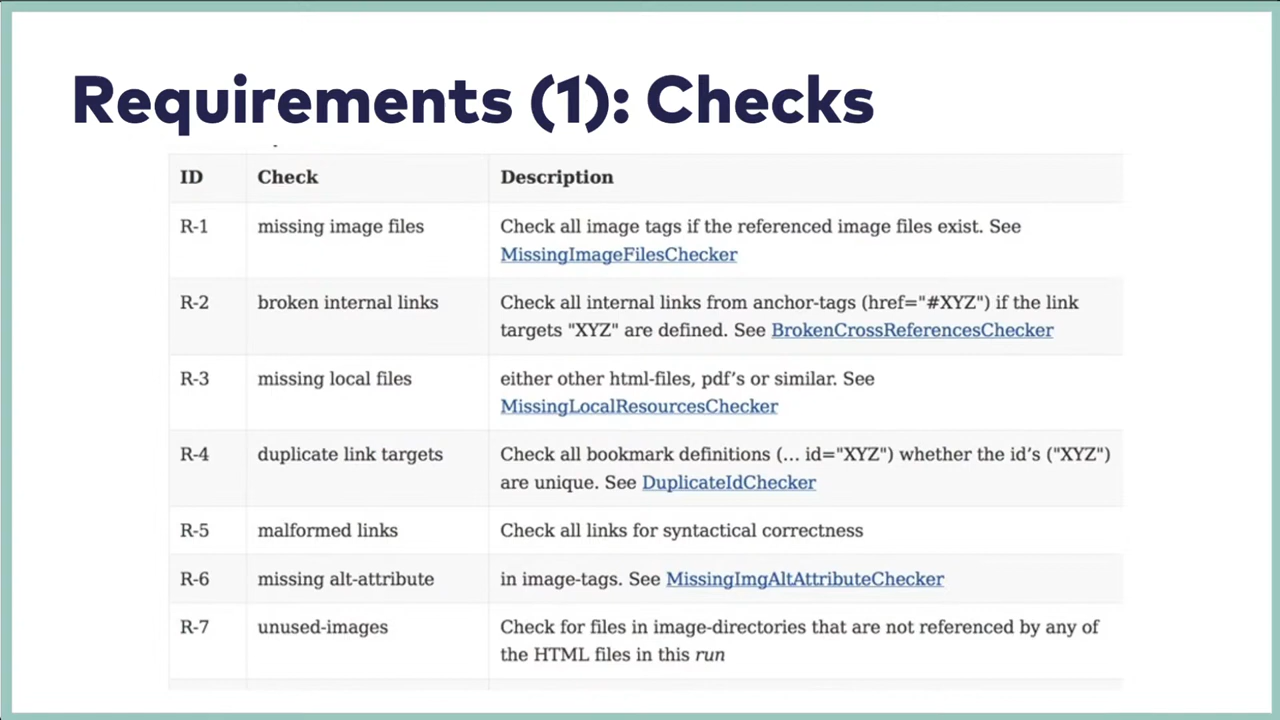 Requirements (1): Checks
ID Check Description
R-1 missing image files Check all image tags if the referenced image files exist. See
MissingImageFilesChecker
R-2 broken internal links Check all internal links from anchor-tags (href="#XYZ") if the link
targets "XYZ" are defined. See BrokenCrossReferencesChecker
R-3 missing local files either other html-files, pdf’s or similar. See
MissingLocalResourcesChecker
R-4 duplicate link targets Check all bookmark definitions (… id="XYZ") whether the id’s ("XYZ")
are unique. See DuplicateIdChecker
R-5 malformed links Check all links for syntactical correctness
R-6 missing alt-attribute in image-tags. See MissingImgAltAttributeChecker
R-7 unused-images Check for files in image-directories that are not referenced by any of
the HTML files in this run